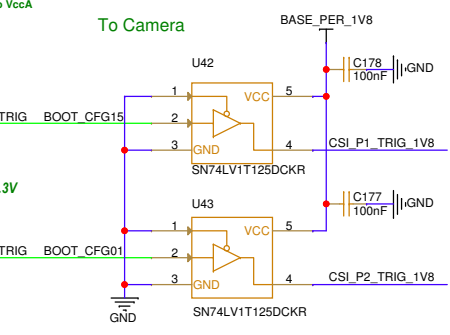 o VccA
To Camera
BASE_PER_1V8
U42
C178
100nF
GND
1
VCC
5
TRIG
BOOT_CFG15
2
3
GND
4
CSI_P1_TRIG_1V8
SN74LV1T125DCKR
.3V
U43
C177
100nF
GND
1
VCC
5
TRIG
BOOT_CFG01
2
3
GND
4
CSI_P2_TRIG_1V8
SN74LV1T125DCKR
GND